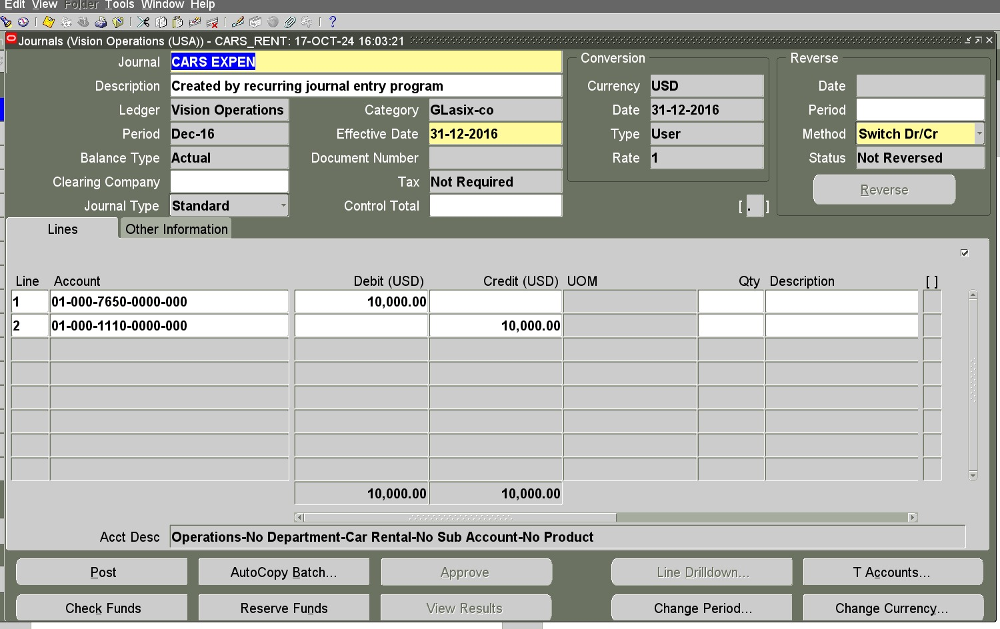 Edit View Folder Tools Window Help
Journals (Vision Operations (USA)) - CARS_RENT: 17-OCT-24 16:03:21
Journal CARS EXPEN
Description Created by recurring journal entry program
Ledger Vision Operations Category GLasix-co
Period Dec-16 Effective Date 31-12-2016
Balance Type Actual Document Number
Clearing Company Tax Not Required
Journal Type Standard Control Total
Conversion
Currency USD
Date 31-12-2016
Type User
Rate 1
[ . ]
Reverse
Date
Period
Method Switch Dr/Cr
Status Not Reversed
Reverse
Lines Other Information
Line Account Debit (USD) Credit (USD) UOM Qty Description [ ]
1 01-000-7650-0000-000 10,000.00
2 01-000-1110-0000-000 10,000.00
10,000.00 10,000.00
Acct Desc Operations-No Department-Car Rental-No Sub Account-No Product
Post AutoCopy Batch... Approve Line Drilldown... T Accounts...
Check Funds Reserve Funds View Results Change Period... Change Currency...